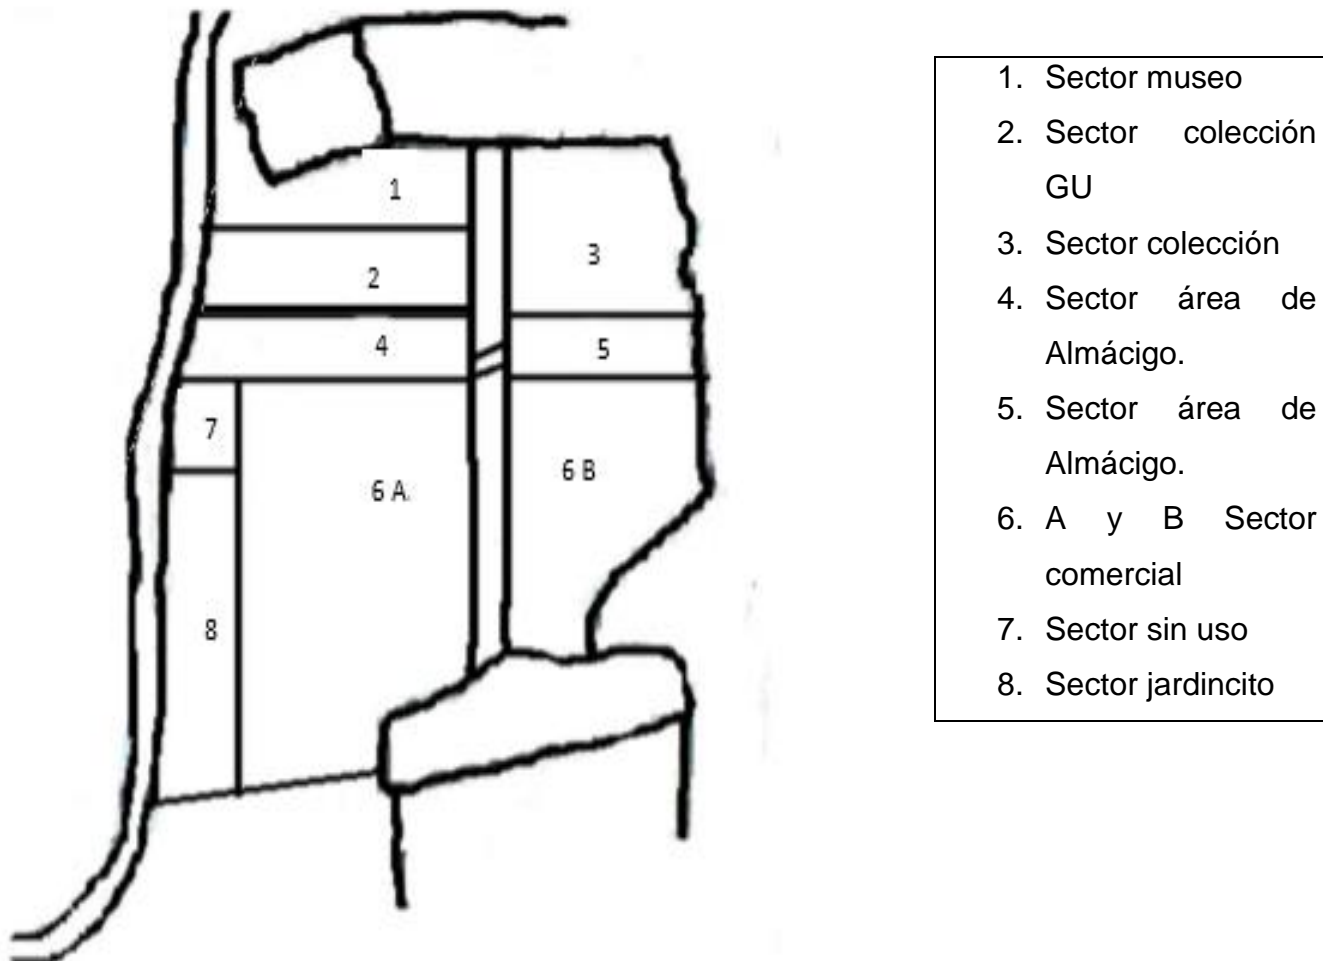 1
2
3
4
5
7
6 A.
6 B
8
1. Sector museo
2. Sector colección
GU
3. Sector colección
4. Sector área de
Almácigo.
5. Sector área de
Almácigo.
6. A y B Sector
comercial
7. Sector sin uso
8. Sector jardincito